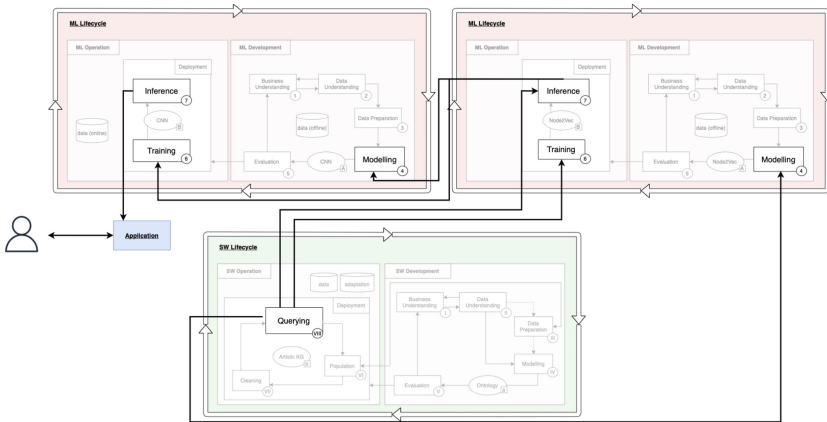 ML Lifecycle
ML Operation
Deployment
Inference
7
CNN
B
data (online)
Training
6
ML Development
Business
Understanding
1
Data
Understanding
2
Data Preparation
3
data (offline)
Evaluation
5
CNN
A
Modelling
4
ML Lifecycle
ML Operation
Deployment
Inference
7
Node2Vec
B
Training
6
ML Development
Business
Understanding
1
Data
Understanding
2
Data Preparation
3
data (offline)
Evaluation
5
Node2Vec
A
Modelling
4
Application
SW Lifecycle
SW Operation
data
adaptation
Deployment
Querying
VIII
Artistic KG
Population
VI
Cleaning
VII
SW Development
Business
Understanding
I
Data
Understanding
II
Data
Preparation
III
Modelling
IV
Evaluation
V
Ontology